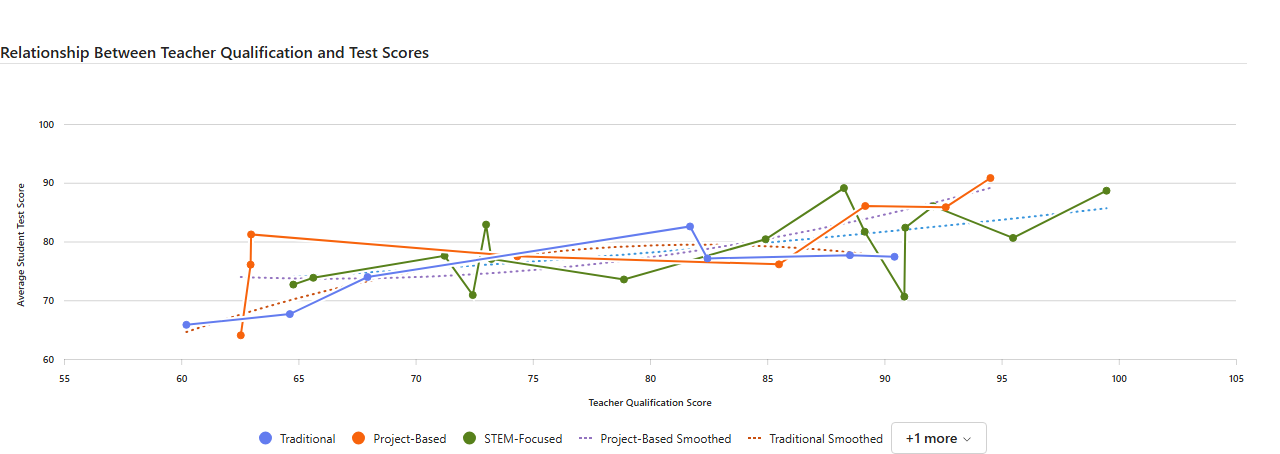 Relationship Between Teacher Qualification and Test Scores
Average Student Test Score
100
90
80
70
60
55 60 65 70 75 80 85 90 95 100 105
Teacher Qualification Score
Traditional Project-Based STEM-Focused Project-Based Smoothed Traditional Smoothed +1 more